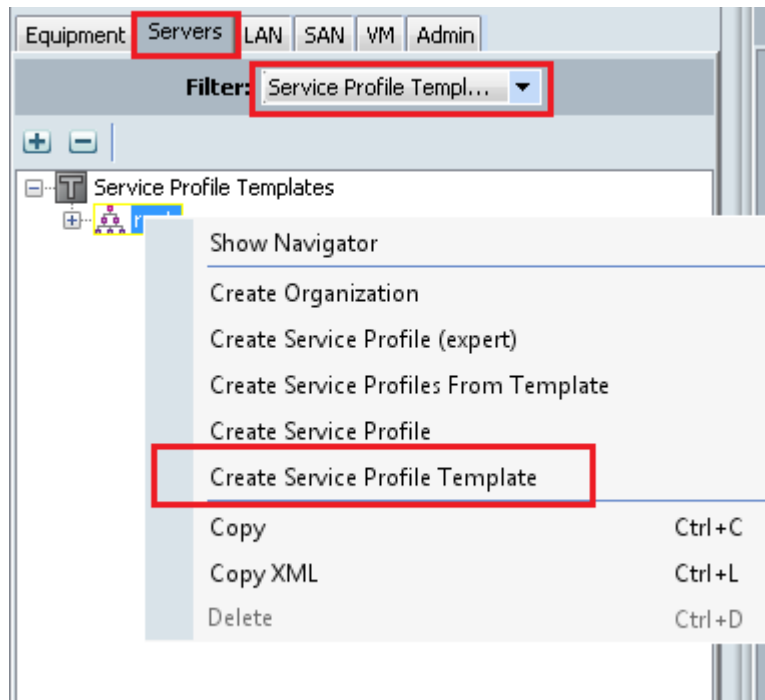 Equipment Servers LAN SAN VM Admin
Filter: Service Profile Templ...
Service Profile Templates
Show Navigator
Create Organization
Create Service Profile (expert)
Create Service Profiles From Template
Create Service Profile
Create Service Profile Template
Copy Ctrl+C
Copy XML Ctrl+L
Delete Ctrl+D